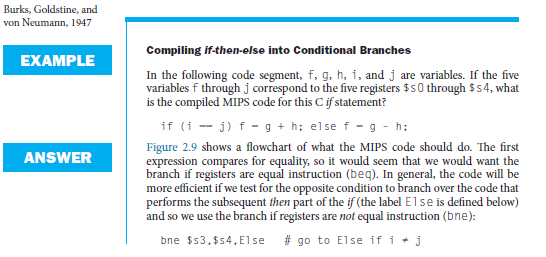 Burks, Goldstine, and
von Neumann, 1947
EXAMPLE
Compiling if-then-else into Conditional Branches
In the following code segment, f, g, h, i, and j are variables. If the five
variables f through j correspond to the five registers $s0 through $s4, what
is the compiled MIPS code for this C if statement?
if (i == j) f = g + h; else f = g - h;
ANSWER
Figure 2.9 shows a flowchart of what the MIPS code should do. The first
expression compares for equality, so it would seem that we would want the
branch if registers are equal instruction (beq). In general, the code will be
more efficient if we test for the opposite condition to branch over the code that
performs the subsequent then part of the if (the label Else is defined below)
and so we use the branch if registers are not equal instruction (bne):
bne $s3,$s4,Else # go to Else if i ≠ j